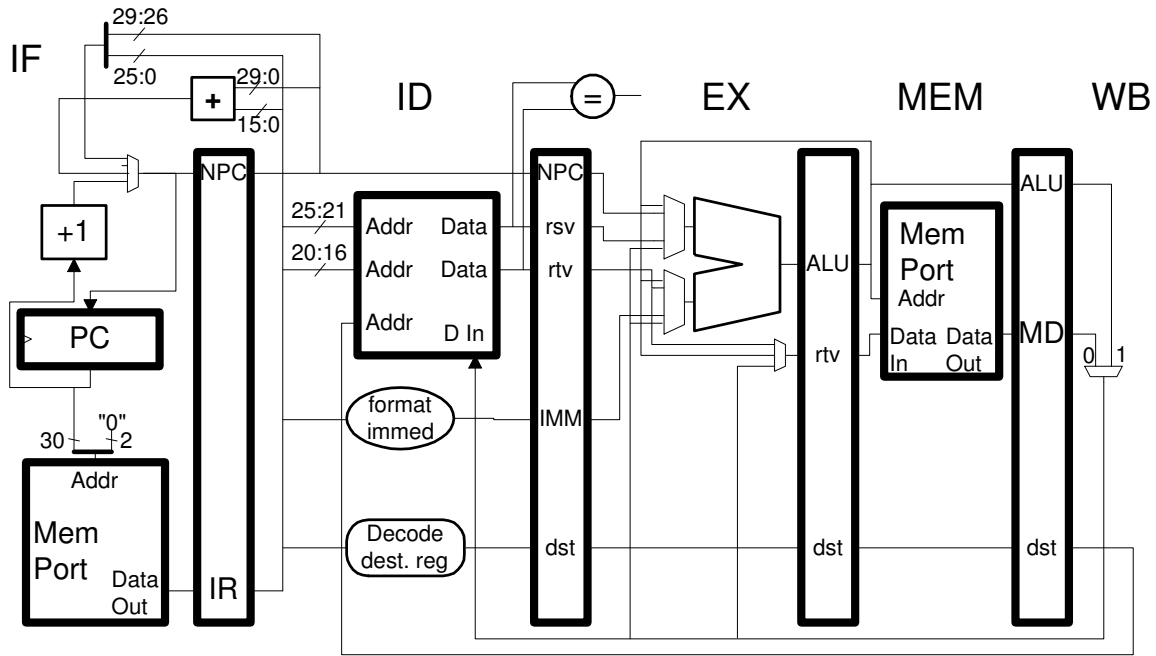 29:26
IF
25:0
+
29:0
15:0
ID
=
EX
MEM
WB
NPC
NPC
ALU
+1
25:21
Addr
Data
rsv
20:16
Addr
Data
rtv
Addr
D In
ALU
Mem
Port
Addr
PC
Data
In
Data
Out
MD
rtv
0
1
format
immed
IMM
"0"
30
2
Addr
Mem
Port
Data
Out
IR
Decode
dest. reg
dst
dst
dst